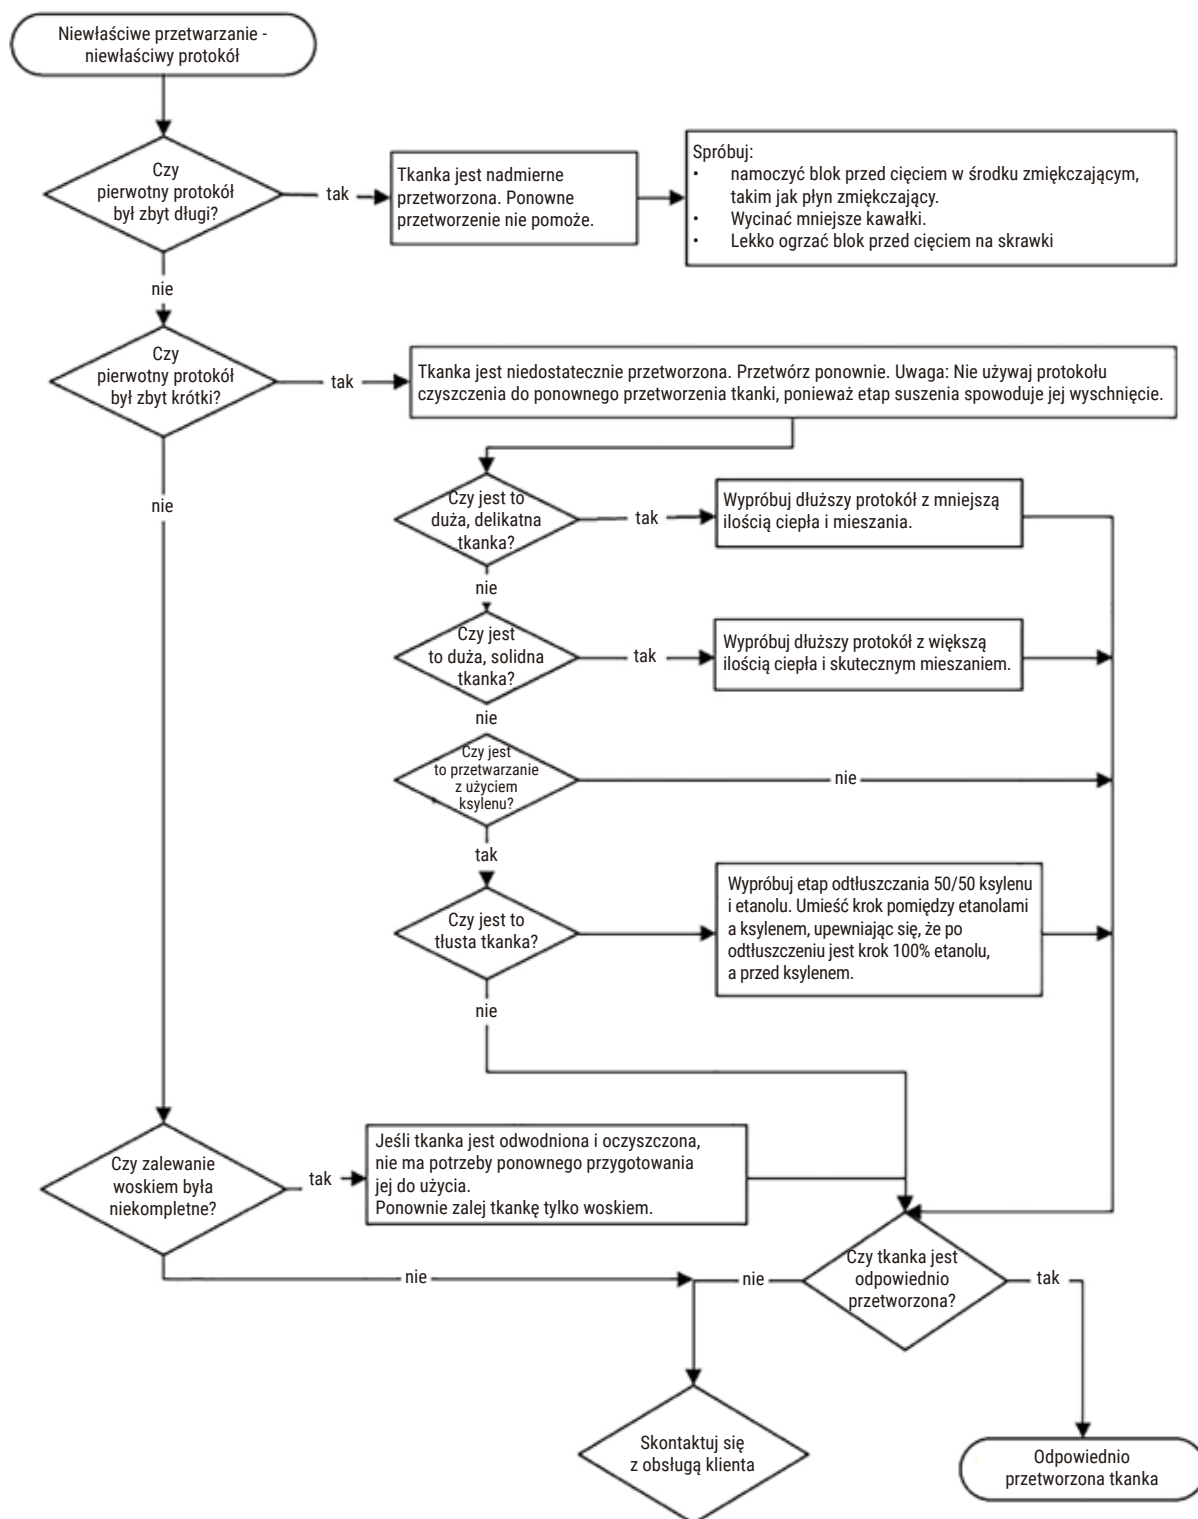 Niewłaściwe przetwarzanie -
niewłaściwy protokół
Czy
pierwotny protokół
był zbyt długi?
tak
Tkanka jest nadmierne
przetworzona. Ponowne
przetworzenie nie pomoże.
Spróbuj:
• namoczyć blok przed cięciem w środku zmiękczającym,
takim jak płyn zmiękczający.
• Wycinać mniejsze kawałki.
• Lekko ogrzać blok przed cięciem na skrawki
nie
Czy
pierwotny protokół
był zbyt krótki?
tak
Tkanka jest niedostatecznie przetworzona. Przetwórz ponownie. Uwaga: Nie używaj protokołu
czyszczenia do ponownego przetworzenia tkanki, ponieważ etap suszenia spowoduje jej wyschnięcie.
nie
Czy jest to
duża, delikatna
tkanka?
tak
Wypróbuj dłuższy protokół z mniejszą
ilością ciepła i mieszania.
nie
Czy jest
to duża, solidna
tkanka?
tak
Wypróbuj dłuższy protokół z większą
ilością ciepła i skutecznym mieszaniem.
nie
Czy jest
to przetwarzanie
z użyciem
ksylenu?
nie
tak
Czy jest to
tłusta tkanka?
Wypróbuj etap odtłuszczania 50/50 ksylenu
i etanolu. Umieść krok pomiędzy etanolami
a ksylenem, upewniając się, że po
odtłuszczeniu jest krok 100% etanolu,
a przed ksylenem.
nie
Czy zalewanie
woskiem była
niekompletne?
tak
Jeśli tkanka jest odwodniona i oczyszczona,
nie ma potrzeby ponownego przygotowania
jej do użycia.
Ponownie zalej tkankę tylko woskiem.
nie
nie
Czy tkanka jest
odpowiednio
przetworzona?
tak
Skontaktuj się
z obsługą klienta
Odpowiednio
przetworzona tkanka